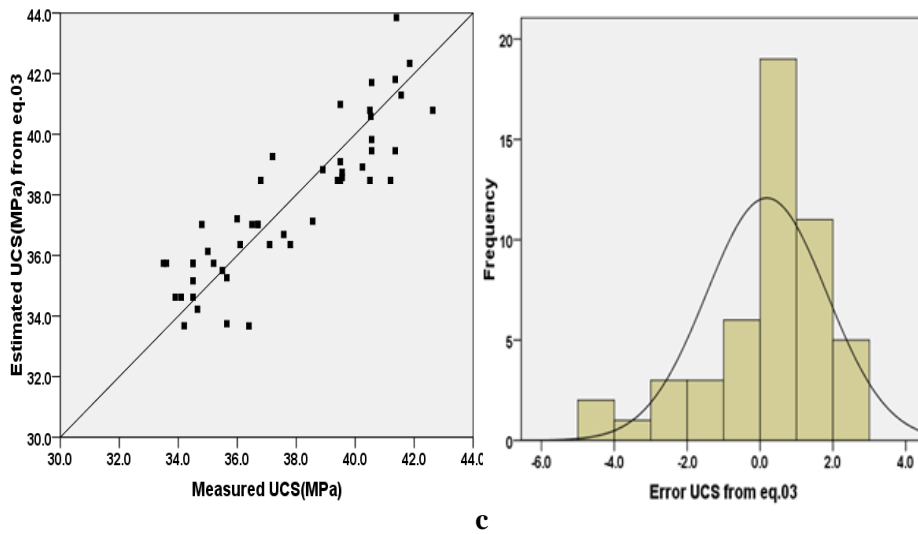 Estimated UCS(MPa) from eq.03
44.0
42.0
40.0
38.0
36.0
34.0
32.0
30.0
30.0 32.0 34.0 36.0 38.0 40.0 42.0 44.0
Measured UCS(MPa)
Frequency
20
15
10
5
0
-6.0 -4.0 -2.0 0.0 2.0 4.0
Error UCS from eq.03
c